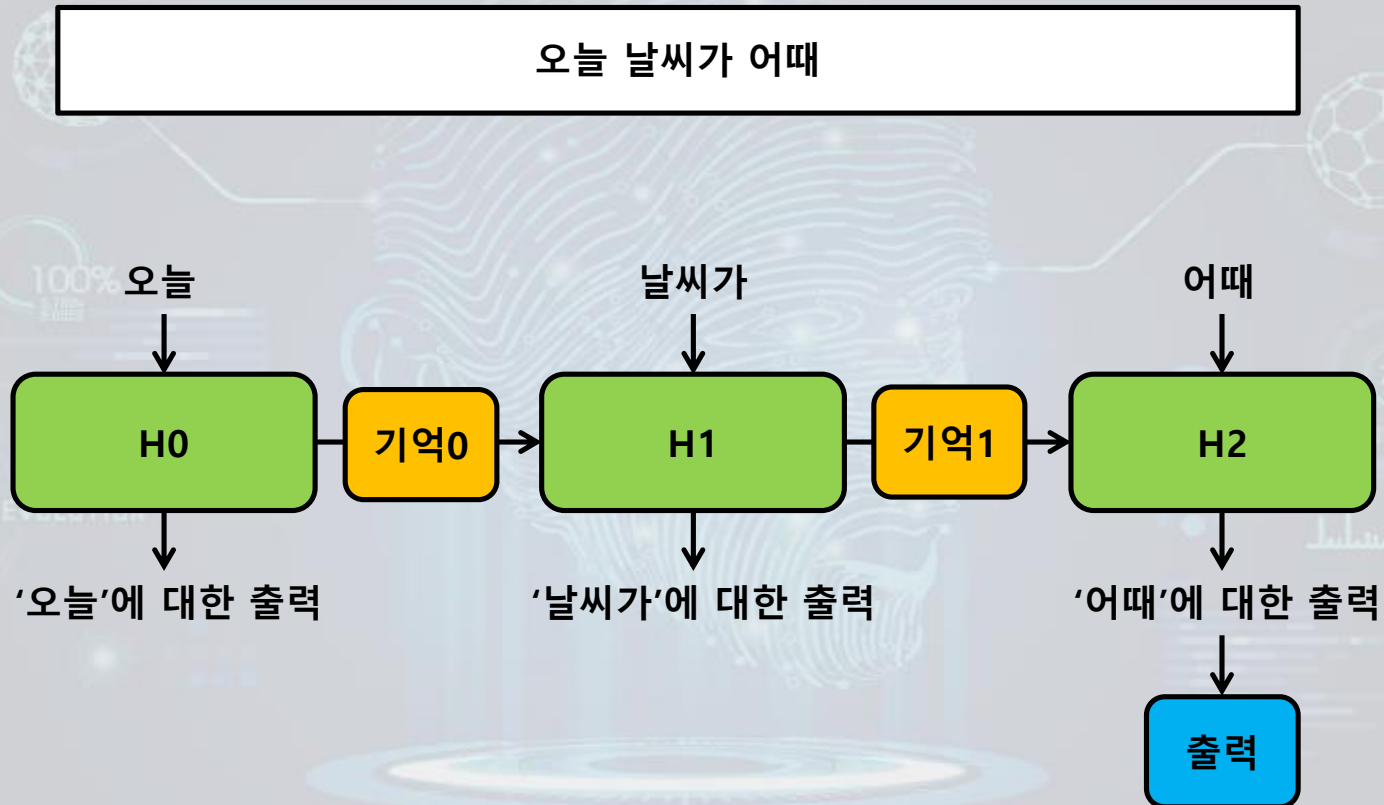 오늘 날씨가 어때
100%
오늘
날씨가
어때
H0
기억0
H1
기억1
H2
EVOLUTION
‘오늘’에 대한 출력
‘날씨가’에 대한 출력
‘어때’에 대한 출력
출력